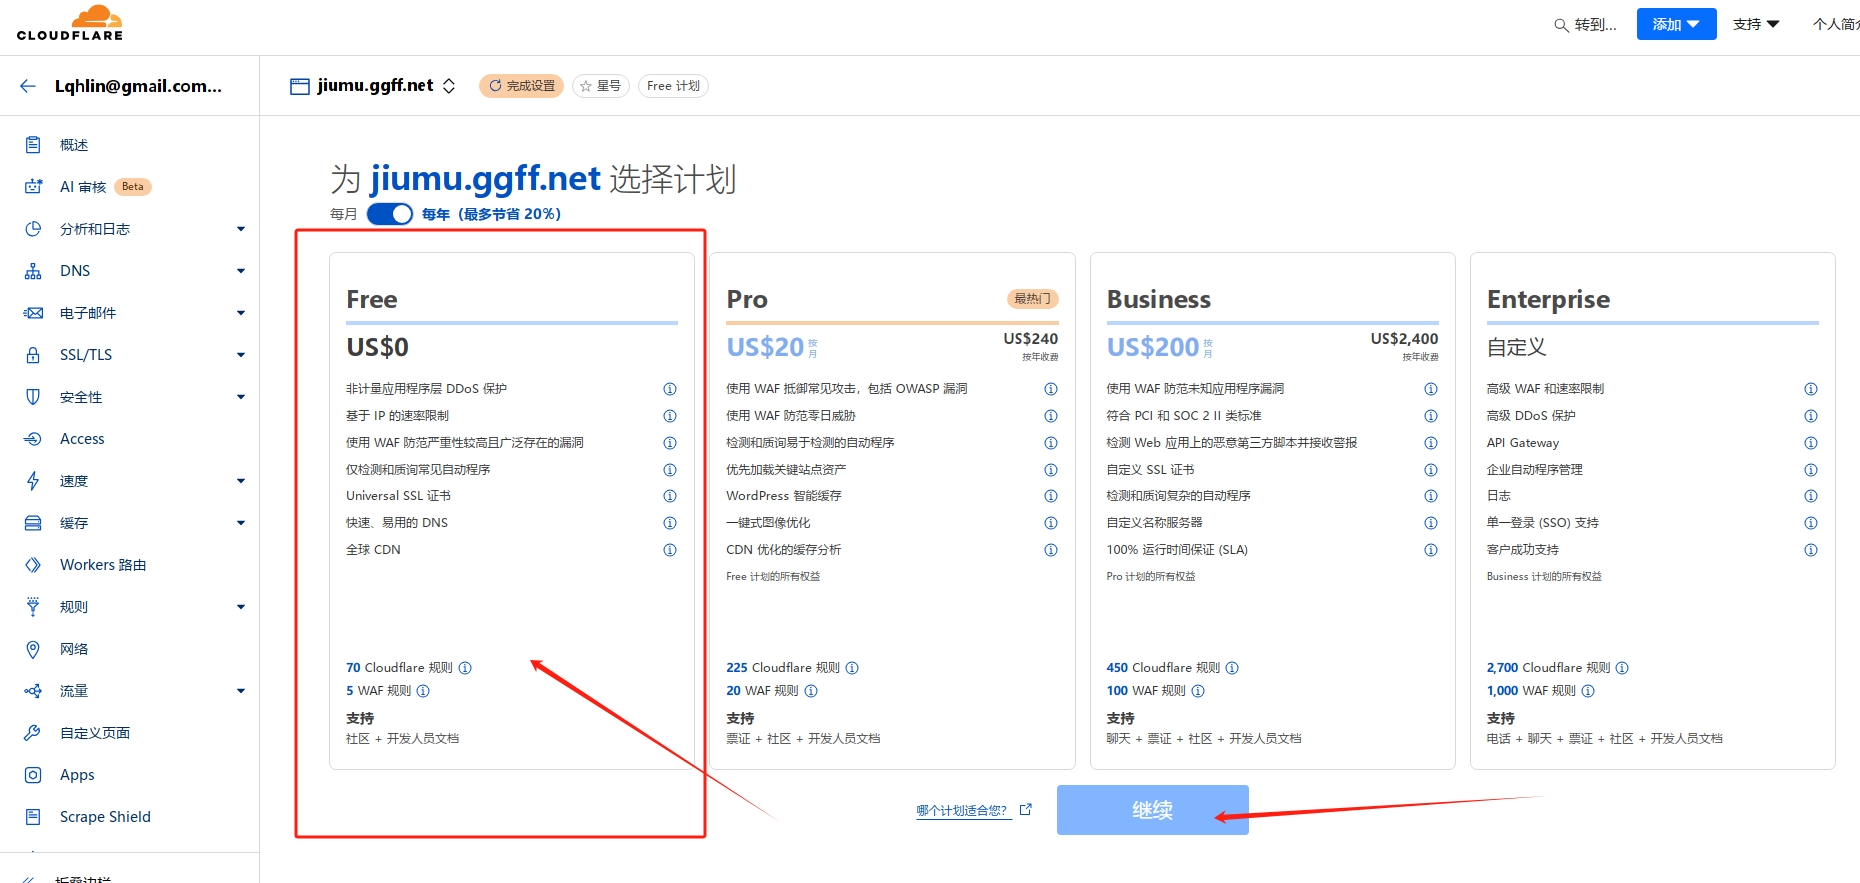 CLOUDFLARE
转到...
添加
支持
个人简介
Lqhlin@gmail.com...
jiumu.ggff.net
完成设置
星号
Free 计划
概述
AI 审核 Beta
分析和日志
DNS
电子邮件
SSL/TLS
安全性
Access
速度
缓存
Workers 路由
规则
网络
流量
自定义页面
Apps
Scrape Shield
为 jiumu.ggff.net 选择计划
每月 每年（最多节省 20%）
Free
US$0
非计量应用程序层 DDoS 保护
基于 IP 的速率限制
使用 WAF 防范严重性较高且广泛存在的漏洞
仅检测和质询常见自动程序
Universal SSL 证书
快速、易用的 DNS
全球 CDN
70 Cloudflare 规则
5 WAF 规则
支持
社区 + 开发人员文档
Pro
最热门
US$20 按月
US$240
按年收费
使用 WAF 抵御常见攻击，包括 OWASP 漏洞
使用 WAF 防范零日威胁
检测和质询易于检测的自动程序
优先加载关键站点资产
WordPress 智能缓存
一键式图像优化
CDN 优化的缓存分析
Free 计划的所有权益
225 Cloudflare 规则
20 WAF 规则
支持
票证 + 社区 + 开发人员文档
Business
US$200 按月
US$2,400
按年收费
使用 WAF 防范未知应用程序漏洞
符合 PCI 和 SOC 2 II 类标准
检测 Web 应用上的恶意第三方脚本并接收警报
自定义 SSL 证书
检测和质询复杂的自动程序
自定义名称服务器
100% 运行时间保证 (SLA)
Pro 计划的所有权益
450 Cloudflare 规则
100 WAF 规则
支持
聊天 + 票证 + 社区 + 开发人员文档
Enterprise
自定义
高级 WAF 和速率限制
高级 DDoS 保护
API Gateway
企业自动程序管理
日志
单一登录 (SSO) 支持
客户成功支持
Business 计划的所有权益
2,700 Cloudflare 规则
1,000 WAF 规则
支持
电话 + 聊天 + 票证 + 社区 + 开发人员文档
哪个计划适合您？
继续
折叠边栏